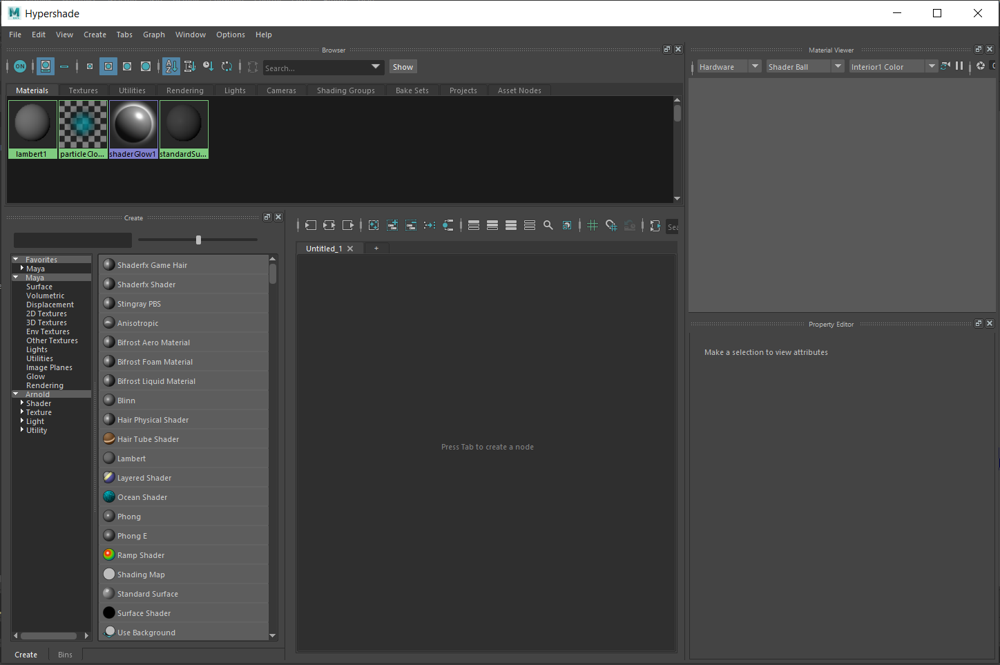 Hypershade
File Edit View Create Tabs Graph Window Options Help
Browser
ON
A Z
Search...
Show
Materials Textures Utilities Rendering Lights Cameras Shading Groups Bake Sets Projects Asset Nodes
lambert1 particleClo... shaderGlow1 standardSu...
Material Viewer
Hardware Shader Ball Interior1 Color
Create
Favorites
Maya
Maya
Surface
Volumetric
Displacement
2D Textures
3D Textures
Env Textures
Other Textures
Lights
Utilities
Image Planes
Glow
Rendering
Arnold
Shader
Texture
Light
Utility
Shaderfx Game Hair
Shaderfx Shader
Stingray PBS
Anisotropic
Bifrost Aero Material
Bifrost Foam Material
Bifrost Liquid Material
Blinn
Hair Physical Shader
Hair Tube Shader
Lambert
Layered Shader
Ocean Shader
Phong
Phong E
Ramp Shader
Shading Map
Standard Surface
Surface Shader
Use Background
Create Bins
Sea
Untitled_1 +
Press Tab to create a node
Property Editor
Make a selection to view attributes